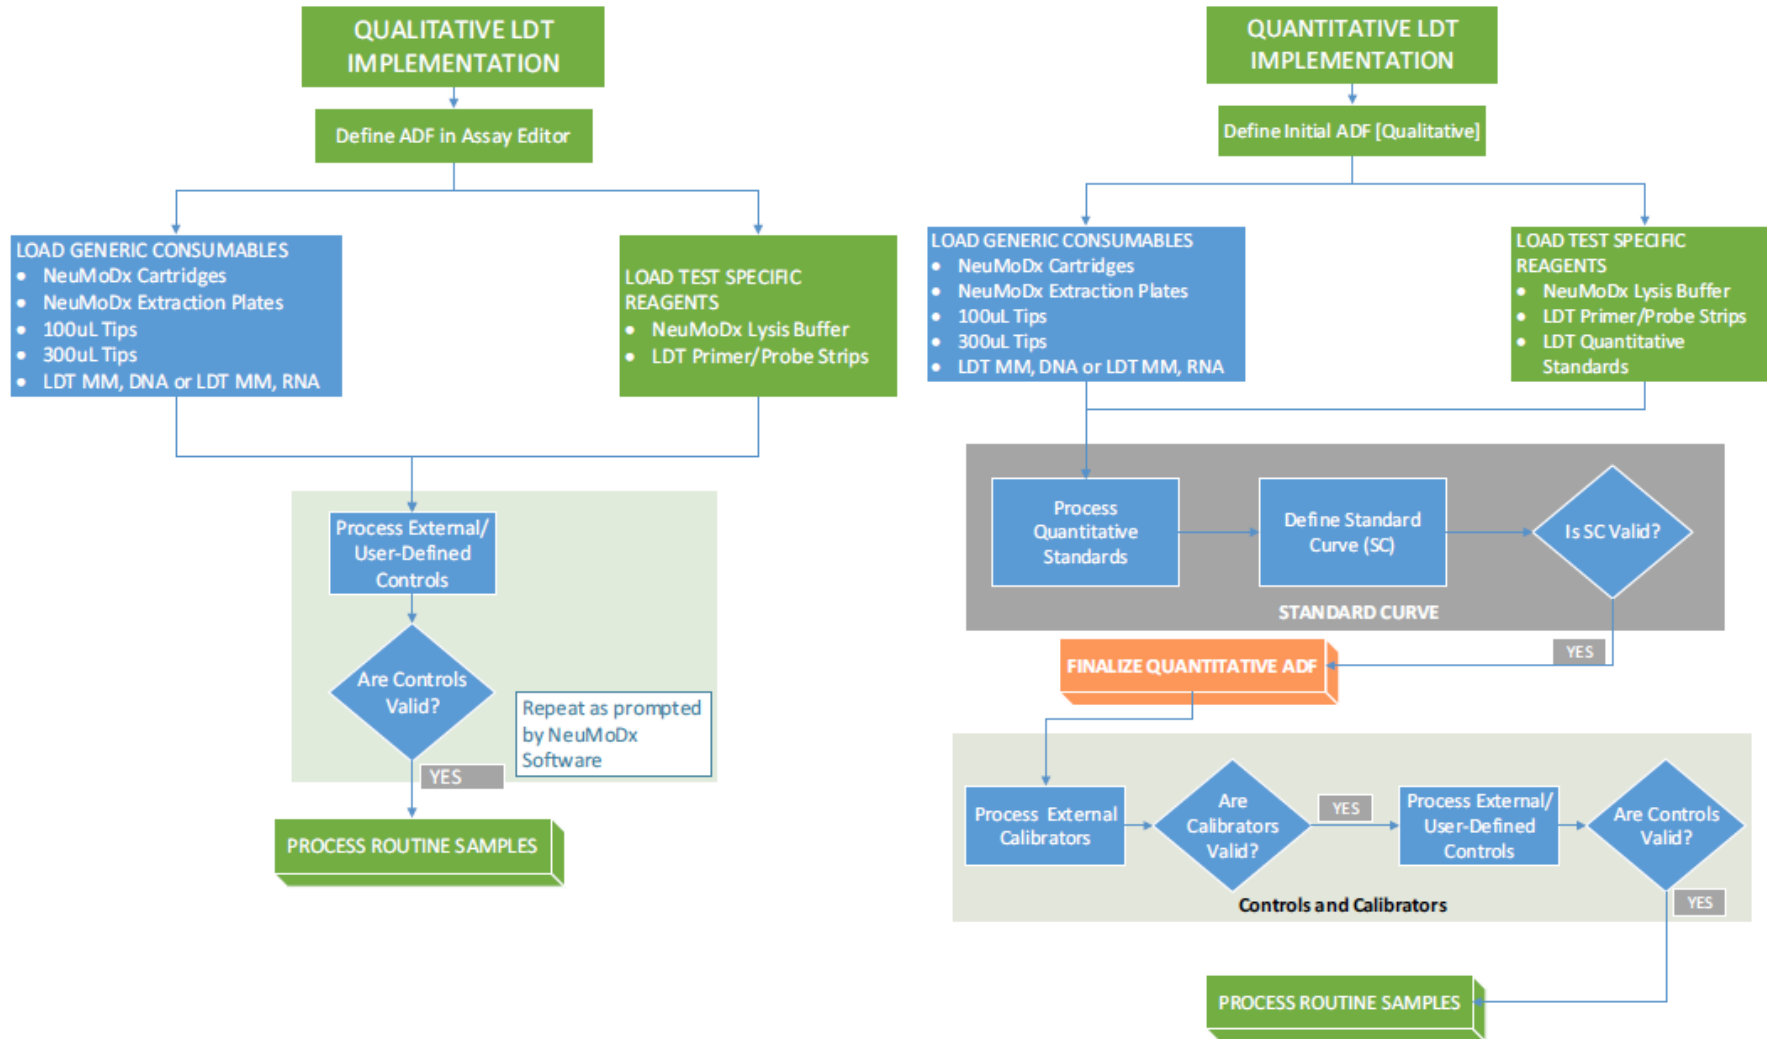 QUALITATIVE LDT
IMPLEMENTATION
Define ADF in Assay Editor
LOAD GENERIC CONSUMABLES
• NeuMoDx Cartridges
• NeuMoDx Extraction Plates
• 100uL Tips
• 300uL Tips
• LDT MM, DNA or LDT MM, RNA
LOAD TEST SPECIFIC
REAGENTS
• NeuMoDx Lysis Buffer
• LDT Primer/Probe Strips
Process External/
User-Defined
Controls
Are Controls
Valid?
Repeat as prompted
by NeuMoDx
Software
YES
PROCESS ROUTINE SAMPLES
QUANTITATIVE LDT
IMPLEMENTATION
Define Initial ADF [Qualitative]
LOAD GENERIC CONSUMABLES
• NeuMoDx Cartridges
• NeuMoDx Extraction Plates
• 100uL Tips
• 300uL Tips
• LDT MM, DNA or LDT MM, RNA
LOAD TEST SPECIFIC
REAGENTS
• NeuMoDx Lysis Buffer
• LDT Primer/Probe Strips
• LDT Quantitative
Standards
Process
Quantitative
Standards
Define Standard
Curve (SC)
Is SC Valid?
STANDARD CURVE
YES
FINALIZE QUANTITATIVE ADF
Process External
Calibrators
Are
Calibrators
Valid?
YES
Process External/
User-Defined
Controls
Are Controls
Valid?
Controls and Calibrators
YES
PROCESS ROUTINE SAMPLES